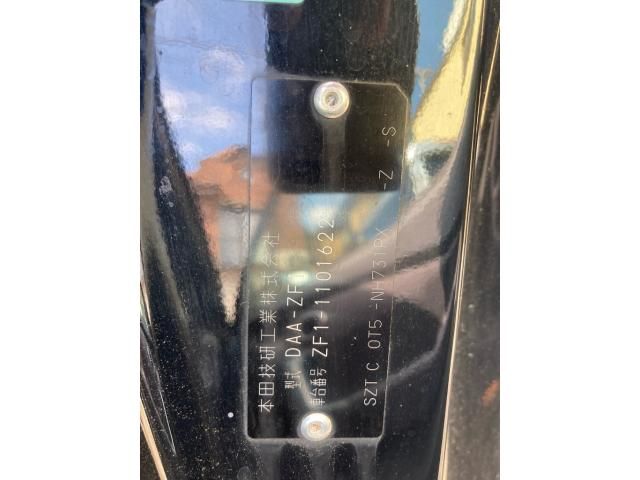 本田技研工業株式会社
型式 DAA-ZF1
車台番号 ZF1-1101622
SZT C 0T5 -NH731PX -Z -S